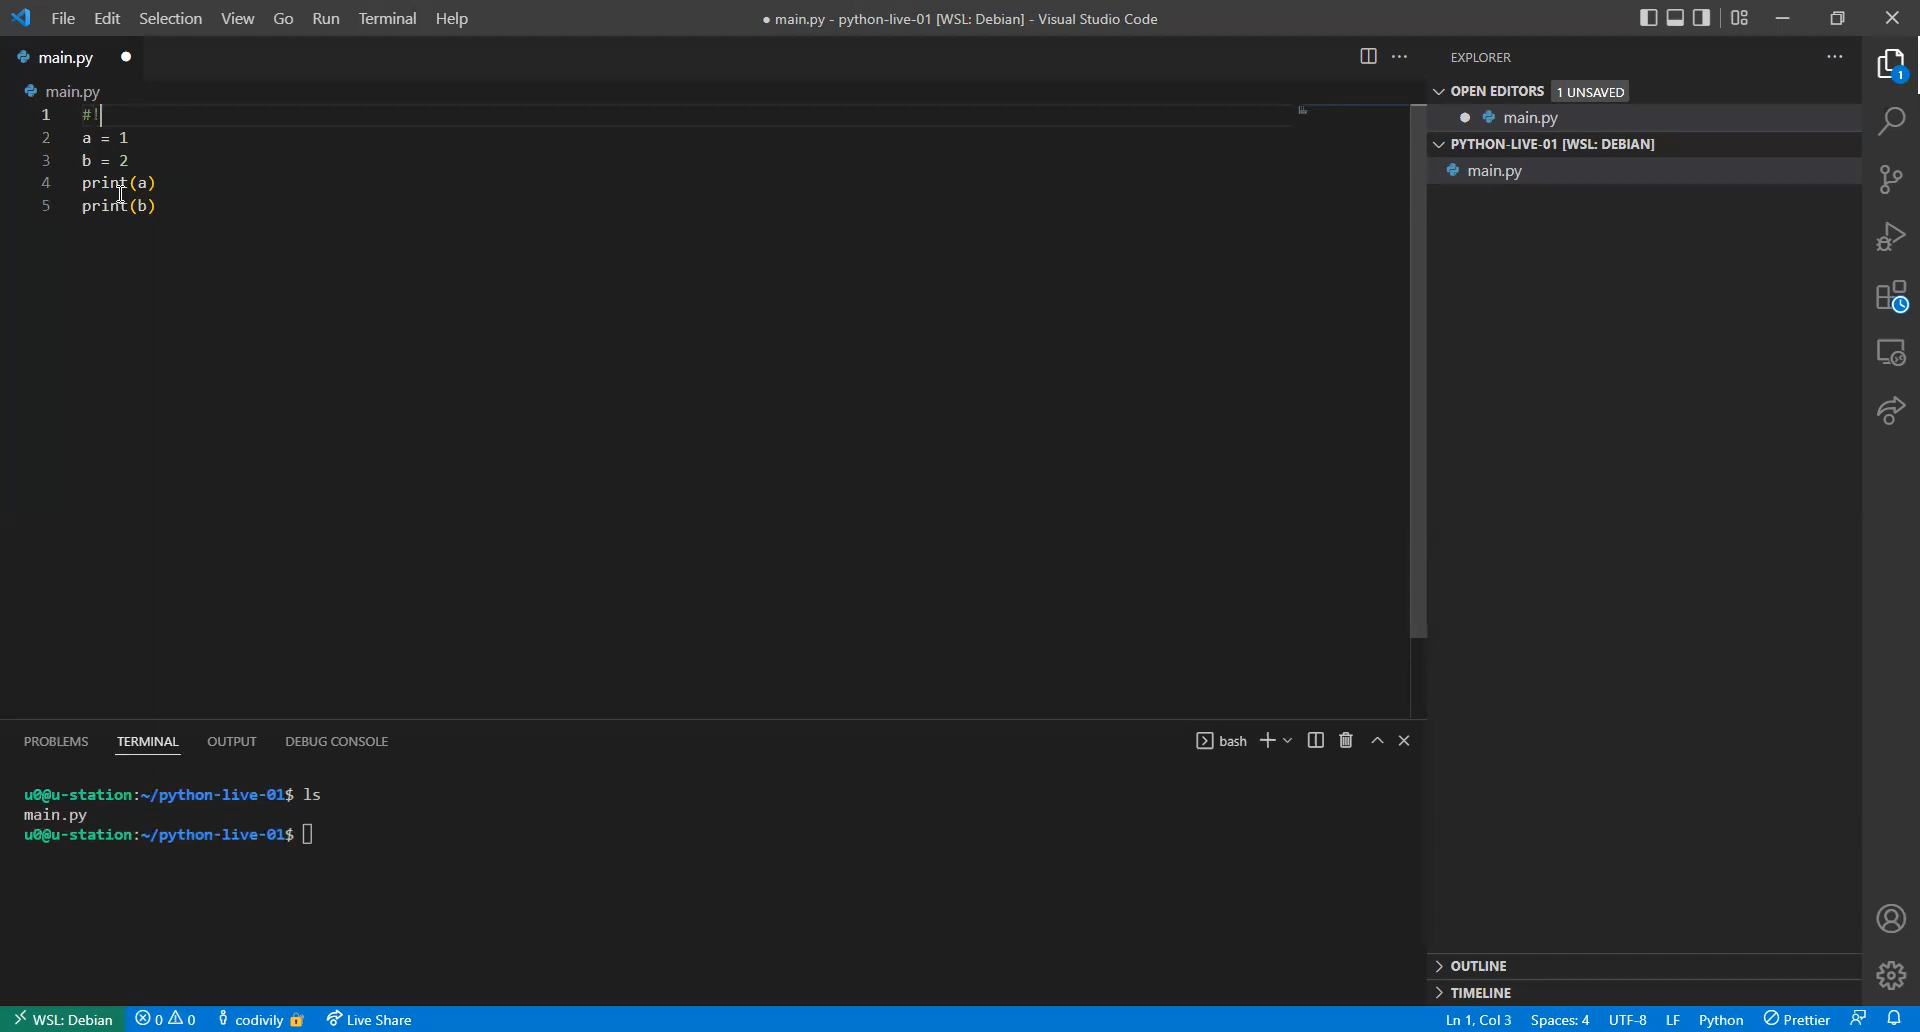 File Edit Selection View Go Run Terminal Help
● main.py - python-live-01 [WSL: Debian] - Visual Studio Code
main.py
main.py
1 #!
2 a = 1
3 b = 2
4 print(a)
5 print(b)
EXPLORER
OPEN EDITORS 1 UNSAVED
main.py
PYTHON-LIVE-01 [WSL: DEBIAN]
main.py
1
PROBLEMS TERMINAL OUTPUT DEBUG CONSOLE
bash
u0@u-station:~/python-live-01$ ls
main.py
u0@u-station:~/python-live-01$
OUTLINE
TIMELINE
WSL: Debian 0 0 codivily Live Share
Ln 1, Col 3 Spaces: 4 UTF-8 LF Python Prettier